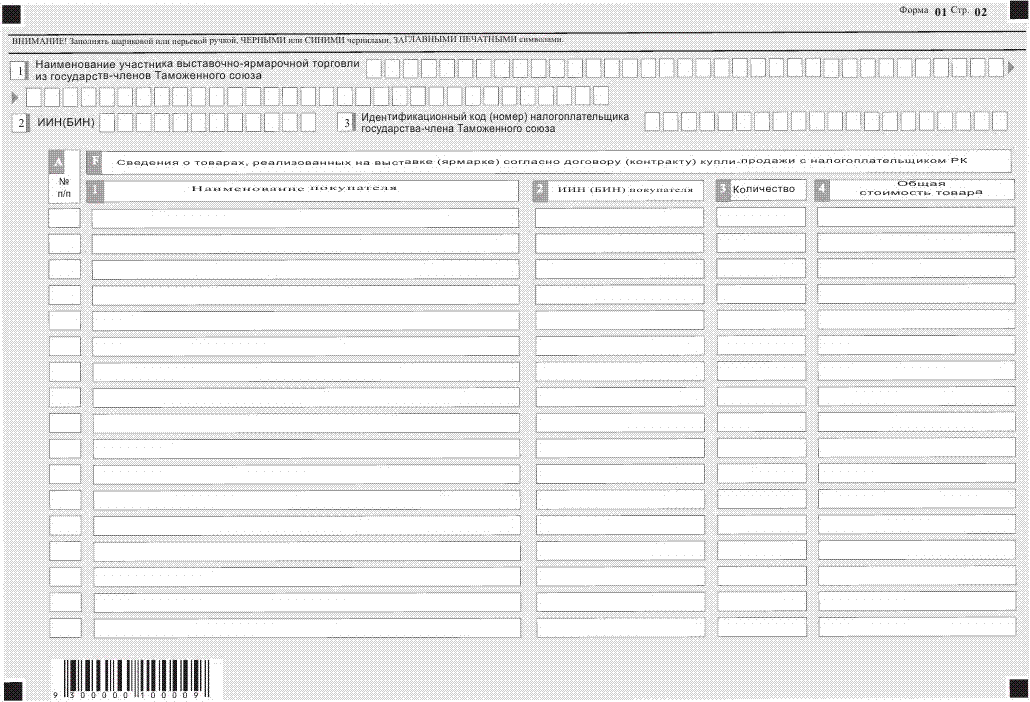 Форма 01 Стр. 02
ВНИМАНИЕ! Заполнять шариковой или перьевой ручкой, ЧЕРНЫМИ или СИНИМИ чернилами, ЗАГЛАВНЫМИ ПЕЧАТНЫМИ символами.
1 Наименование участника выставочно-ярмарочной торговли
из государств-членов Таможенного союза
2 ИИН(БИН)
3 Идентификационный код (номер) налогоплательщика
государства-члена Таможенного союза
A F Сведения о товарах, реализованных на выставке (ярмарке) согласно договору (контракту) купли-продажи с налогоплательщиком РК
№
п/п
1 Наименование покупателя
2 ИИН (БИН) покупателя
3 Количество
4 Общая
стоимость товара
9 300000 100009